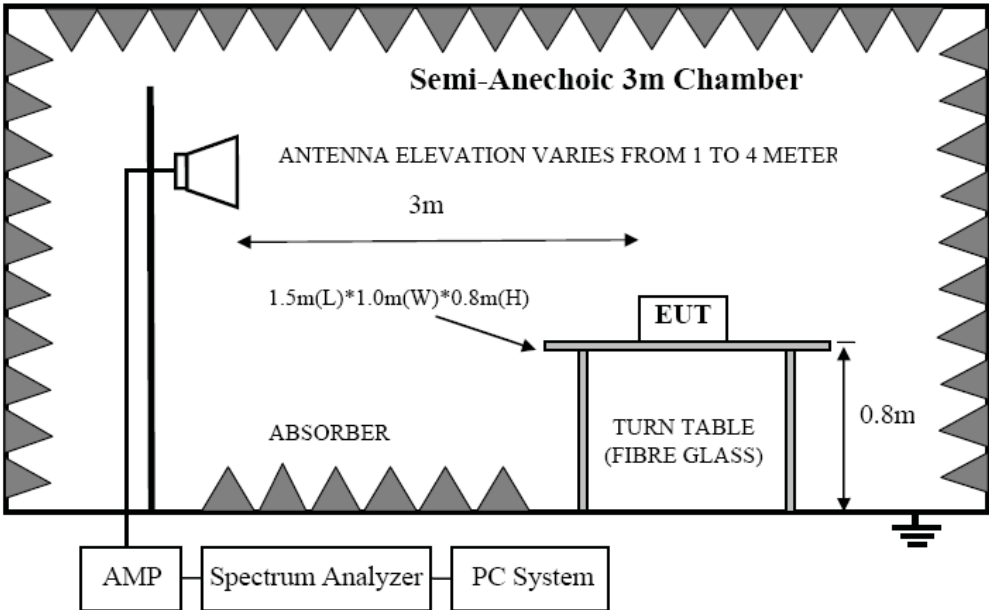 Semi-Anechoic 3m Chamber
ANTENNA ELEVATION VARIES FROM 1 TO 4 METER
3m
1.5m(L)*1.0m(W)*0.8m(H)
EUT
0.8m
ABSORBER
TURN TABLE
(FIBRE GLASS)
AMP
Spectrum Analyzer
PC System